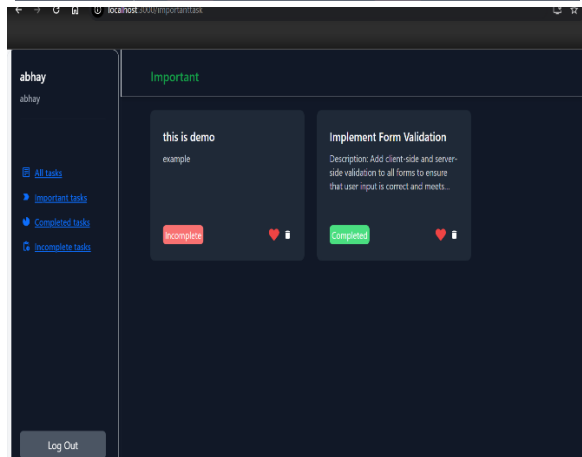 localhost:3000/importanttask
abhay
abhay
All tasks
Important tasks
Completed tasks
Incomplete tasks
Log Out
Important
this is demo
example
Incomplete
Implement Form Validation
Description: Add client-side and server-
side validation to all forms to ensure
that user input is correct and meets...
Completed